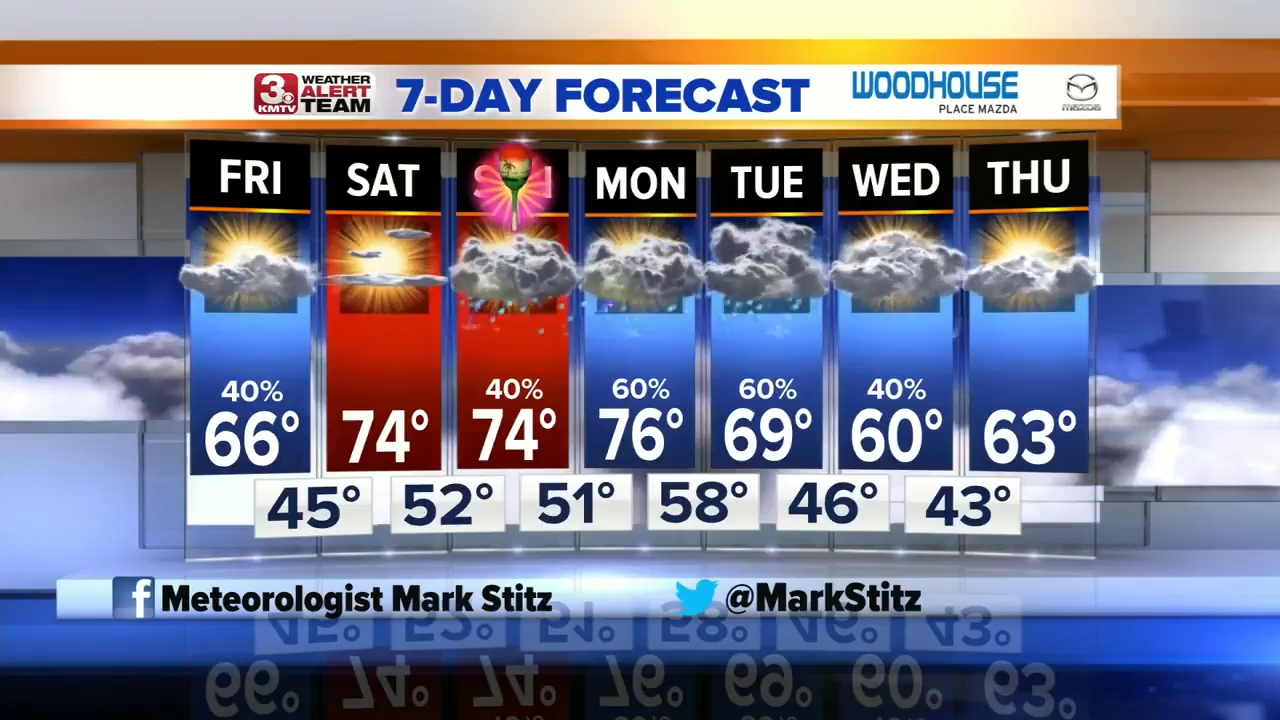 3 KMTV
WEATHER
ALERT
TEAM
7-DAY FORECAST
WOODHOUSE
PLACE MAZDA
mazda
FRI SAT MON TUE WED THU
40% 40% 60% 60% 40%
66° 74° 74° 76° 69° 60° 63°
45° 52° 51° 58° 46° 43°
f Meteorologist Mark Stitz @MarkStitz